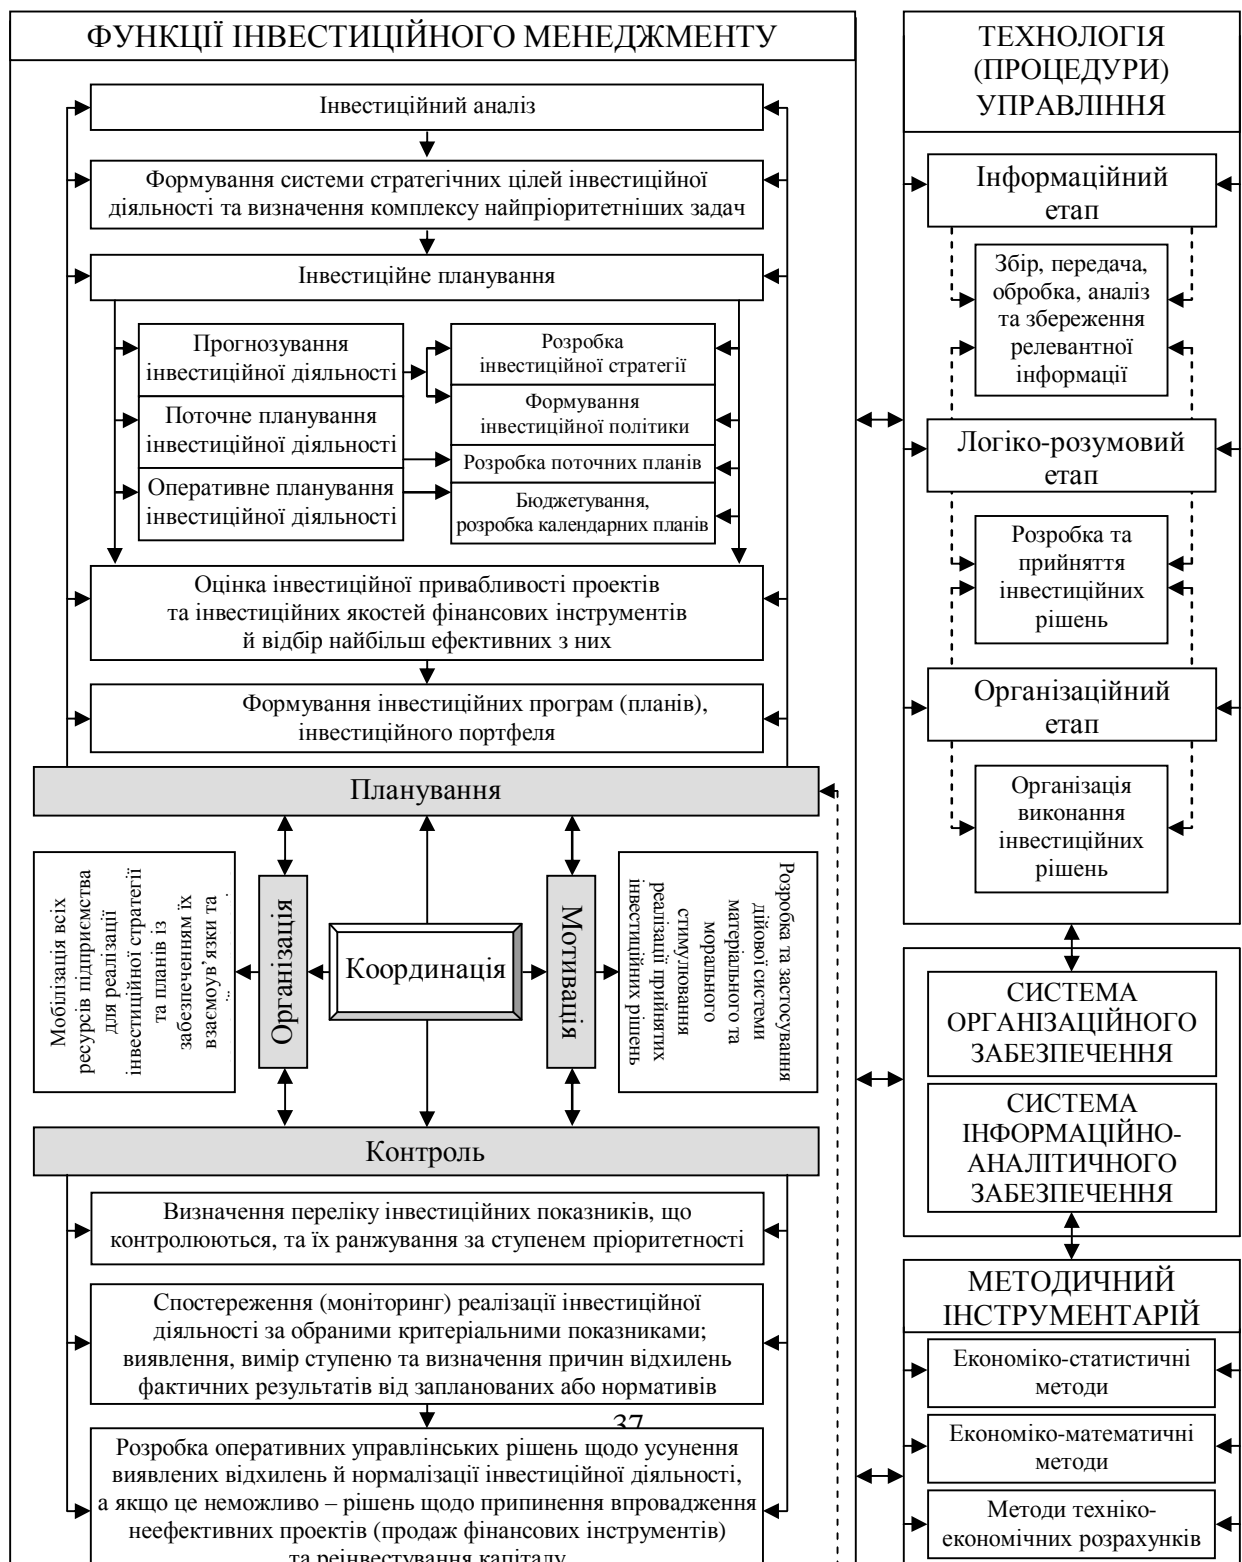 ФУНКЦІЇ ІНВЕСТИЦІЙНОГО МЕНЕДЖМЕНТУ
Інвестиційний аналіз
Формування системи стратегічних цілей інвестиційної
діяльності та визначення комплексу найпріоритетніших задач
Інвестиційне планування
Прогнозування
інвестиційної діяльності
Поточне планування
інвестиційної діяльності
Оперативне планування
інвестиційної діяльності
Розробка
інвестиційної стратегії
Формування
інвестиційної політики
Розробка поточних планів
Бюджетування,
розробка календарних планів
Оцінка інвестиційної привабливості проектів
та інвестиційних якостей фінансових інструментів
й відбір найбільш ефективних з них
Формування інвестиційних програм (планів),
інвестиційного портфеля
Планування
Мобілізація всіх
ресурсів підприємства
для реалізації
інвестиційної стратегії
та планів із
забезпеченням їх
взаємоув’язки та
Організація
Координація
Мотивація
Розробка та застосування
дійової системи
матеріального та
морального
стимулювання
реалізації прийнятих
інвестиційних рішень
Контроль
Визначення переліку інвестиційних показників, що
контролюються, та їх ранжування за ступенем пріоритетності
Спостереження (моніторинг) реалізації інвестиційної
діяльності за обраними критеріальними показниками;
виявлення, вимір ступеню та визначення причин відхилень
фактичних результатів від запланованих або нормативів
37
Розробка оперативних управлінських рішень щодо усунення
виявлених відхилень й нормалізації інвестиційної діяльності,
а якщо це неможливо – рішень щодо припинення впровадження
неефективних проектів (продаж фінансових інструментів)
та реінвестування капіталу
ТЕХНОЛОГІЯ
(ПРОЦЕДУРИ)
УПРАВЛІННЯ
Інформаційний
етап
Збір, передача,
обробка, аналіз
та збереження
релевантної
інформації
Логіко-розумовий
етап
Розробка та
прийняття
інвестиційних
рішень
Організаційний
етап
Організація
виконання
інвестиційних
рішень
СИСТЕМА
ОРГАНІЗАЦІЙНОГО
ЗАБЕЗПЕЧЕННЯ
СИСТЕМА
ІНФОРМАЦІЙНО-
АНАЛІТИЧНОГО
ЗАБЕЗПЕЧЕННЯ
МЕТОДИЧНИЙ
ІНСТРУМЕНТАРІЙ
Економіко-статистичні
методи
Економіко-математичні
методи
Методи техніко-
економічних розрахунків